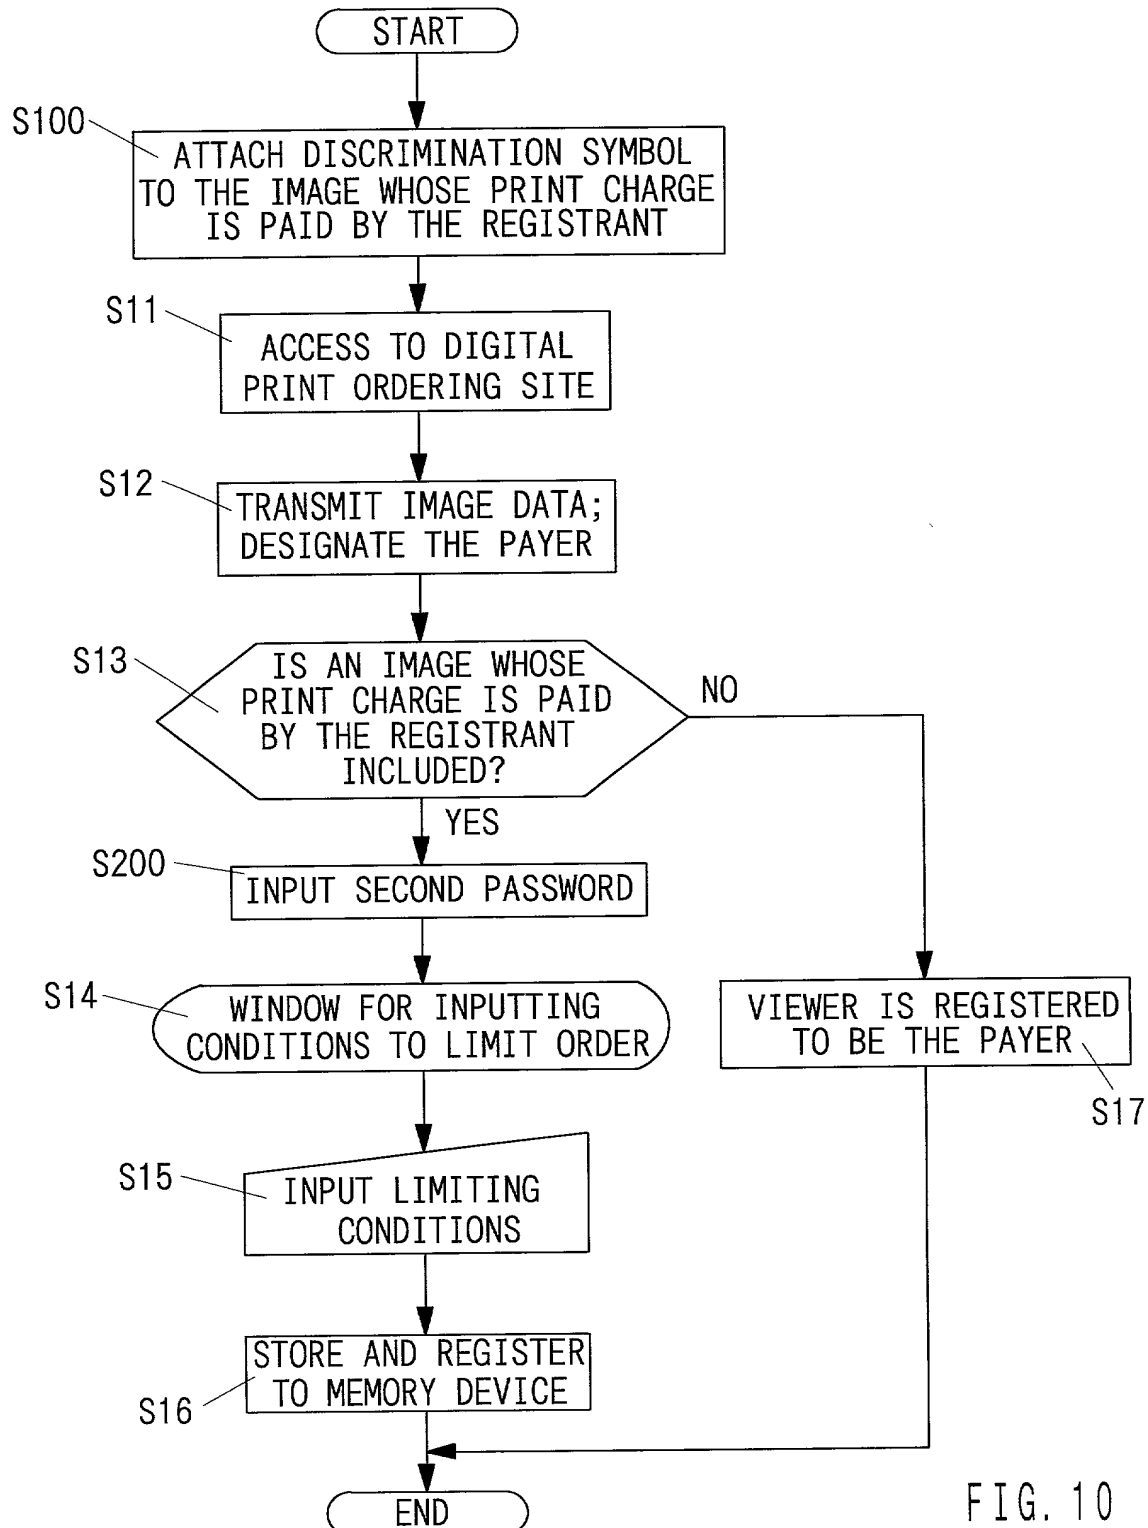 START
S100
ATTACH DISCRIMINATION SYMBOL
TO THE IMAGE WHOSE PRINT CHARGE
IS PAID BY THE REGISTRANT
S11
ACCESS TO DIGITAL
PRINT ORDERING SITE
S12
TRANSMIT IMAGE DATA;
DESIGNATE THE PAYER
S13
IS AN IMAGE WHOSE
PRINT CHARGE IS PAID
BY THE REGISTRANT
INCLUDED?
NO
YES
S200
INPUT SECOND PASSWORD
S14
WINDOW FOR INPUTTING
CONDITIONS TO LIMIT ORDER
VIEWER IS REGISTERED
TO BE THE PAYER
S17
S15
INPUT LIMITING
CONDITIONS
STORE AND REGISTER
TO MEMORY DEVICE
S16
END
FIG. 10